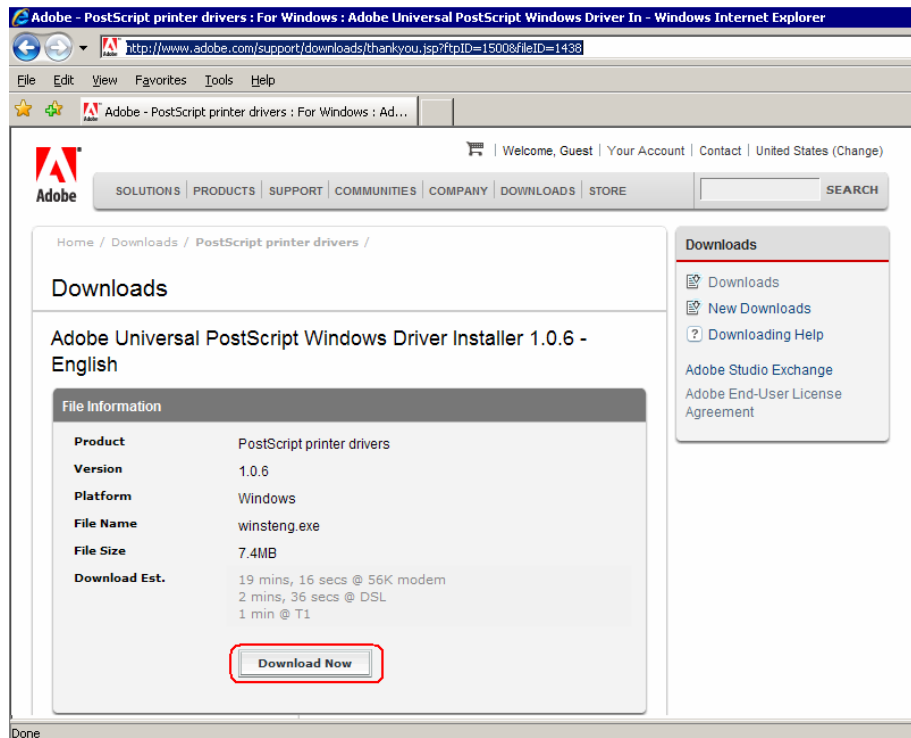 Adobe - PostScript printer drivers : For Windows : Adobe Universal PostScript Windows Driver In - Windows Internet Explorer
Adobe
http://www.adobe.com/support/downloads/thankyou.jsp?ftpID=1500&fileID=1438
File Edit View Favorites Tools Help
Adobe
Adobe - PostScript printer drivers : For Windows : Ad...
Welcome, Guest | Your Account | Contact | United States (Change)
Adobe
SOLUTIONS | PRODUCTS | SUPPORT | COMMUNITIES | COMPANY | DOWNLOADS | STORE
SEARCH
Home / Downloads / PostScript printer drivers /
Downloads
Adobe Universal PostScript Windows Driver Installer 1.0.6 -
English
File Information
Product PostScript printer drivers
Version 1.0.6
Platform Windows
File Name winsteng.exe
File Size 7.4MB
Download Est. 19 mins, 16 secs @ 56K modem
2 mins, 36 secs @ DSL
1 min @ T1
Download Now
Downloads
Downloads
New Downloads
? Downloading Help
Adobe Studio Exchange
Adobe End-User License
Agreement
Done